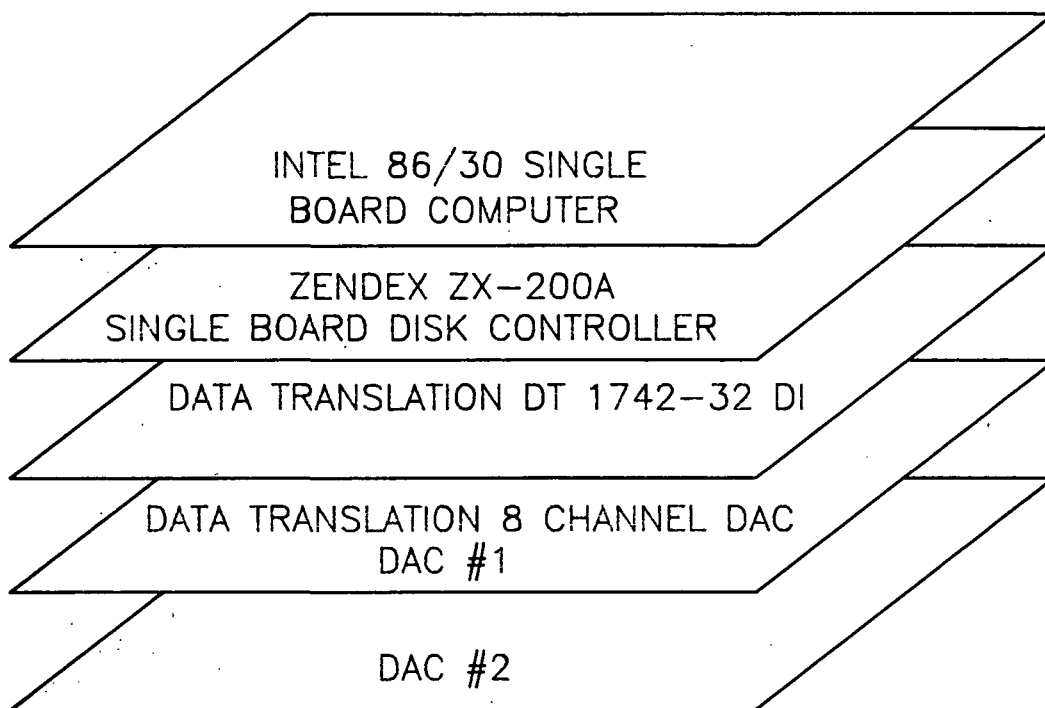 INTEL 86/30 SINGLE
BOARD COMPUTER
ZENDEX ZX-200A
SINGLE BOARD DISK CONTROLLER
DATA TRANSLATION DT 1742-32 DI
DATA TRANSLATION 8 CHANNEL DAC
DAC #1
DAC #2